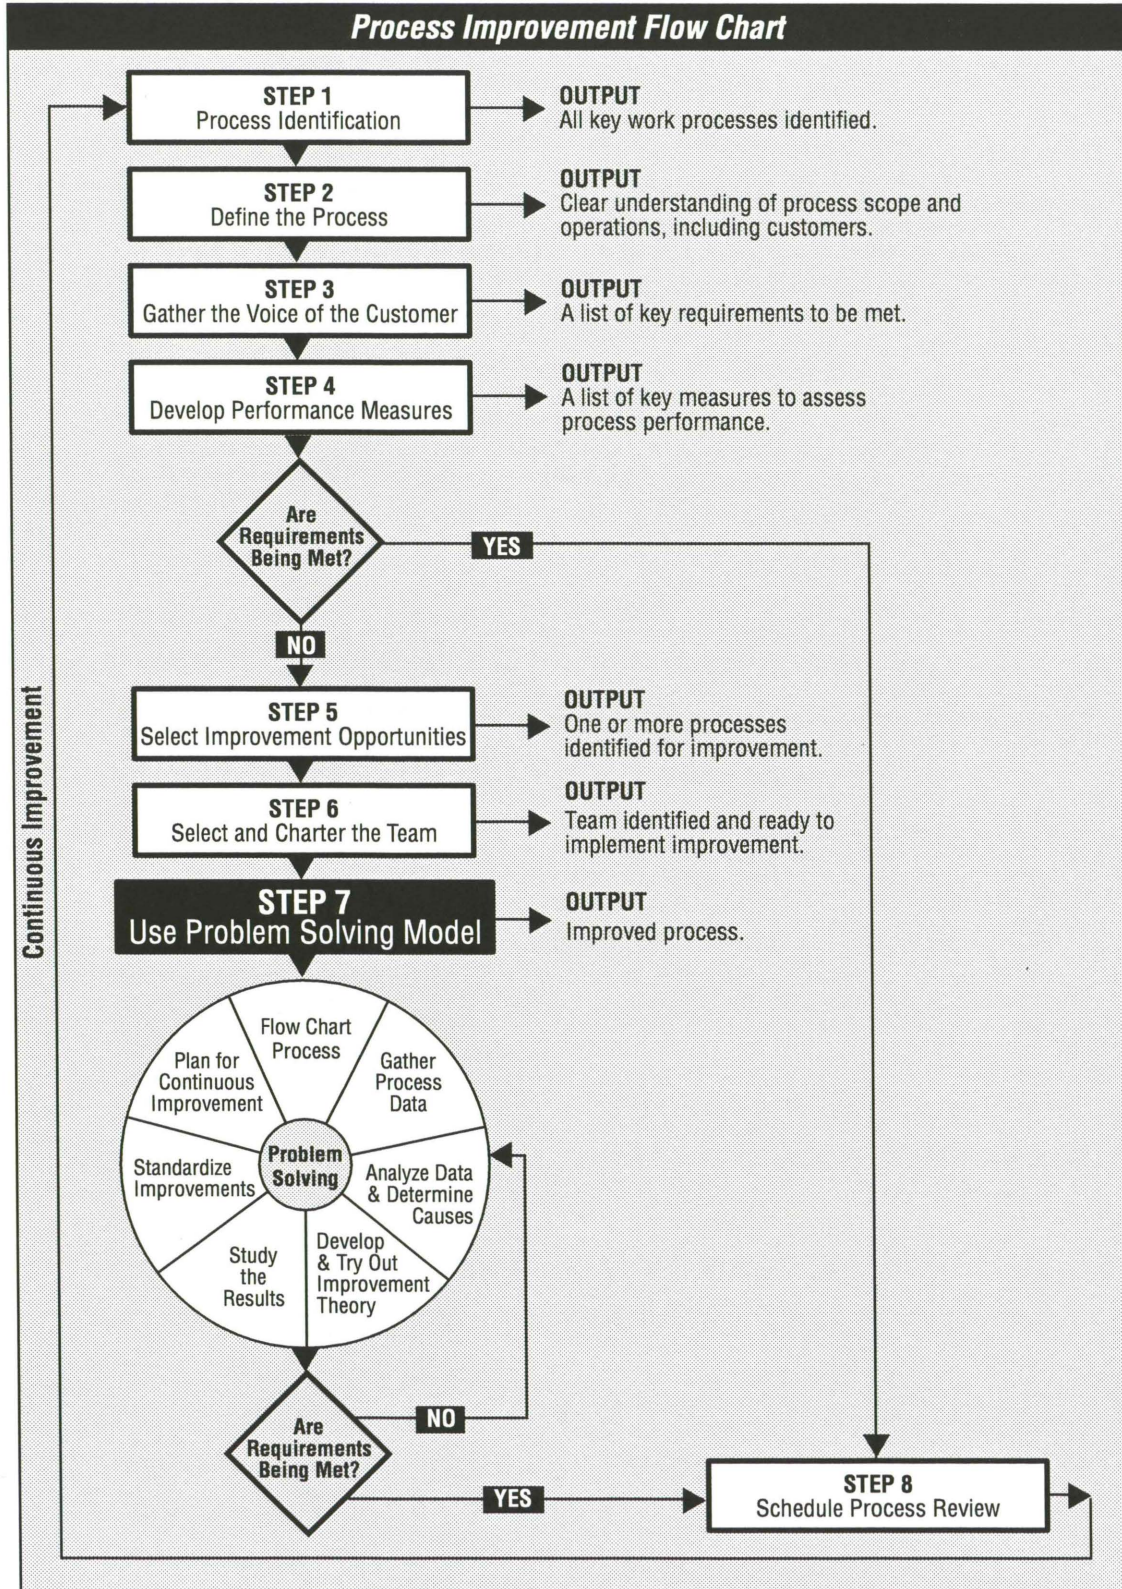 Process Improvement Flow Chart
STEP 1
Process Identification
OUTPUT
All key work processes identified.
STEP 2
Define the Process
OUTPUT
Clear understanding of process scope and
operations, including customers.
STEP 3
Gather the Voice of the Customer
OUTPUT
A list of key requirements to be met.
STEP 4
Develop Performance Measures
OUTPUT
A list of key measures to assess
process performance.
Are
Requirements
Being Met?
YES
NO
STEP 5
Select Improvement Opportunities
OUTPUT
One or more processes
identified for improvement.
STEP 6
Select and Charter the Team
OUTPUT
Team identified and ready to
implement improvement.
STEP 7
Use Problem Solving Model
OUTPUT
Improved process.
Continuous Improvement
Flow Chart
Process
Gather
Process
Data
Analyze Data
& Determine
Causes
Develop
& Try Out
Improvement
Theory
Study
the
Results
Standardize
Improvements
Plan for
Continuous
Improvement
Problem
Solving
Are
Requirements
Being Met?
NO
YES
STEP 8
Schedule Process Review